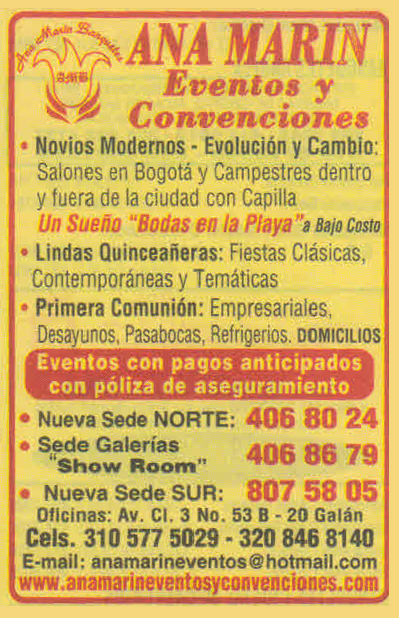 Ana Marin Banquetes
AMB
ANA MARIN
Eventos y
Convenciones
• Novios Modernos - Evolución y Cambio:
Salones en Bogotá y Campestres dentro
y fuera de la ciudad con Capilla
Un Sueño "Bodas en la Playa" a Bajo Costo
• Lindas Quinceañeras: Fiestas Clásicas,
Contemporáneas y Temáticas
• Primera Comunión: Empresariales,
Desayunos, Pasabocas, Refrigerios. DOMICILIOS
Eventos con pagos anticipados
con póliza de aseguramiento
• Nueva Sede NORTE: 406 80 24
• Sede Galerías
"Show Room" 406 86 79
• Nueva Sede SUR: 807 58 05
Oficinas: Av. Cl. 3 No. 53 B - 20 Galán
Cels. 310 577 5029 - 320 846 8140
E-mail: anamarineventos@hotmail.com
www.anamarineventosyconvenciones.com